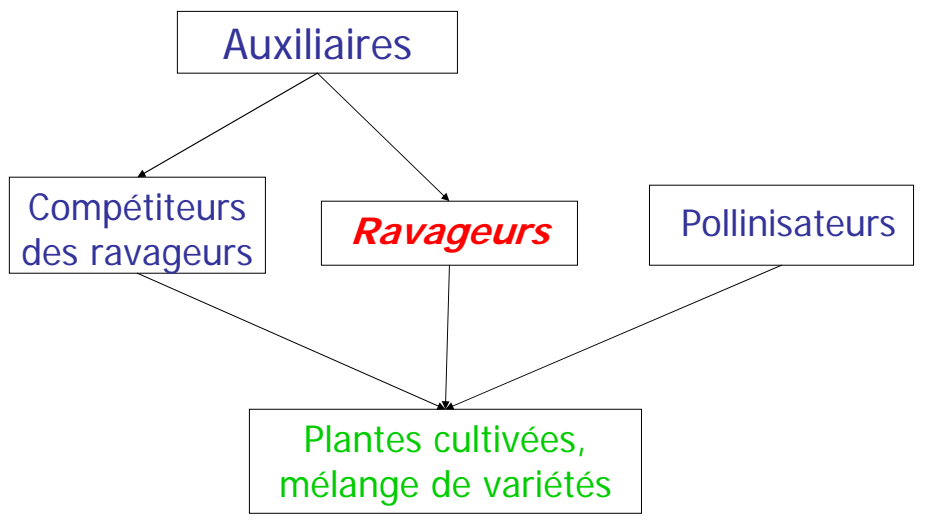 Auxiliaires
Compétiteurs
des ravageurs
Ravageurs
Pollinisateurs
Plantes cultivées,
mélange de variétés